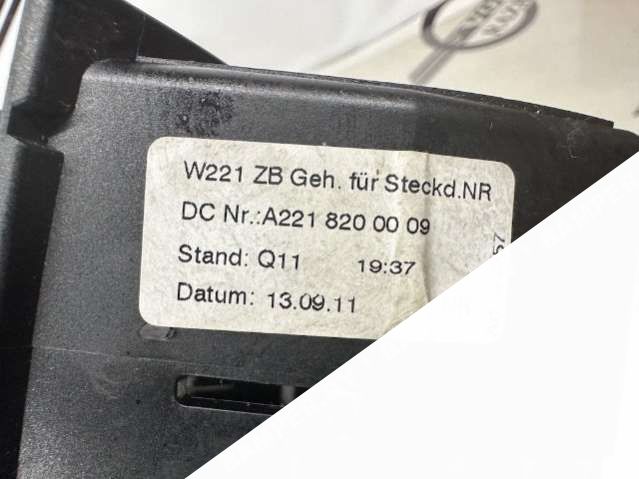 W221 ZB Geh. für Steckd.NR
DC Nr.:A221 820 00 09
Stand: Q11 19:37
Datum: 13.09.11